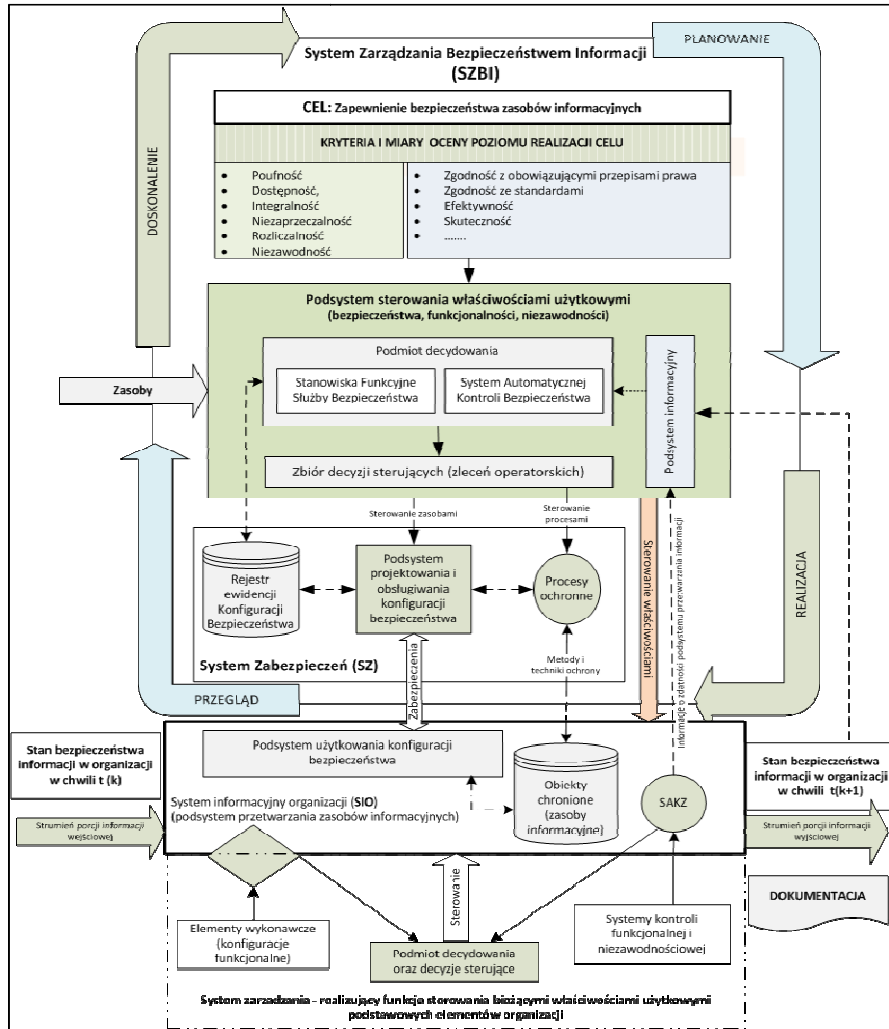 System Zarządzania Bezpieczeństwem Informacji
(SZBI)
PLANOWANIE
DOSKONALENIE
CEL: Zapewnienie bezpieczeństwa zasobów informacyjnych
KRYTERIA I MIARY OCENY POZIOMU REALIZACJI CELU
• Poufność
• Dostępność,
• Integralność
• Niezaprzeczalność
• Rozliczalność
• Niezawodność
• Zgodność z obowiązującymi przepisami prawa
• Zgodność ze standardami
• Efektywność
• Skuteczność
• .......
Podsystem sterowania właściwościami użytkowymi
(bezpieczeństwa, funkcjonalności, niezawodności)
Zasoby
Podmiot decydowania
Stanowiska Funkcyjne
Służby Bezpieczeństwa
System Automatycznej
Kontroli Bezpieczeństwa
Podsystem informacyjny
Zbiór decyzji sterujących (zleceń operatorskich)
Sterowanie zasobami
Sterowanie
procesami
Rejestr
ewidencji
Konfiguracji
Bezpieczeństwa
Podsystem
projektowania i
obsługiwania
konfiguracji
bezpieczeństwa
Procesy
ochronne
Sterowanie właściwościami
Informacje o zdatności podsystemu przetwarzania informacji
REALIZACJA
System Zabezpieczeń (SZ)
Zabezpieczenia
Metody i
techniki ochrony
PRZEGLĄD
Stan bezpieczeństwa
informacji w organizacji
w chwili t (k)
Podsystem użytkowania konfiguracji
bezpieczeństwa
System informacyjny organizacji (SIO)
(podsystem przetwarzania zasobów informacyjnych)
Obiekty
chronione
(zasoby
informacyjne)
SAKZ
Stan bezpieczeństwa
informacji w organizacji
w chwili t(k+1)
Strumień porcji informacji
wejściowej
Strumień porcji informacji
wyjściowej
Sterowanie
Elementy wykonawcze
(konfiguracje
funkcjonalne)
Podmiot decydowania
oraz decyzje sterujące
Systemy kontroli
funkcjonalnej i
niezawodnościowej
DOKUMENTACJA
System zarzadzania - realizujący funkcje sterowania bieżącymi właściwościami użytkowymi
podstawowych elementów organizacji